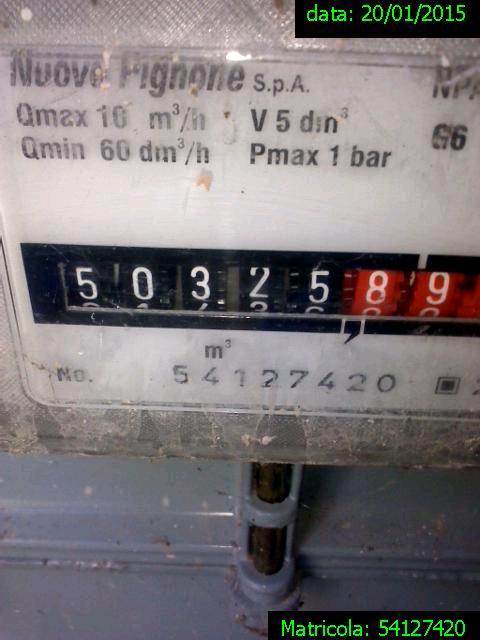 data: 20/01/2015
Nuovo Pignone S.p.A.
Qmax 10 m³/h V 5 dm³
Qmin 60 dm³/h Pmax 1 bar
G6
5 0 3 2 5 8 9
m³
No. 54127420
Matricola: 54127420